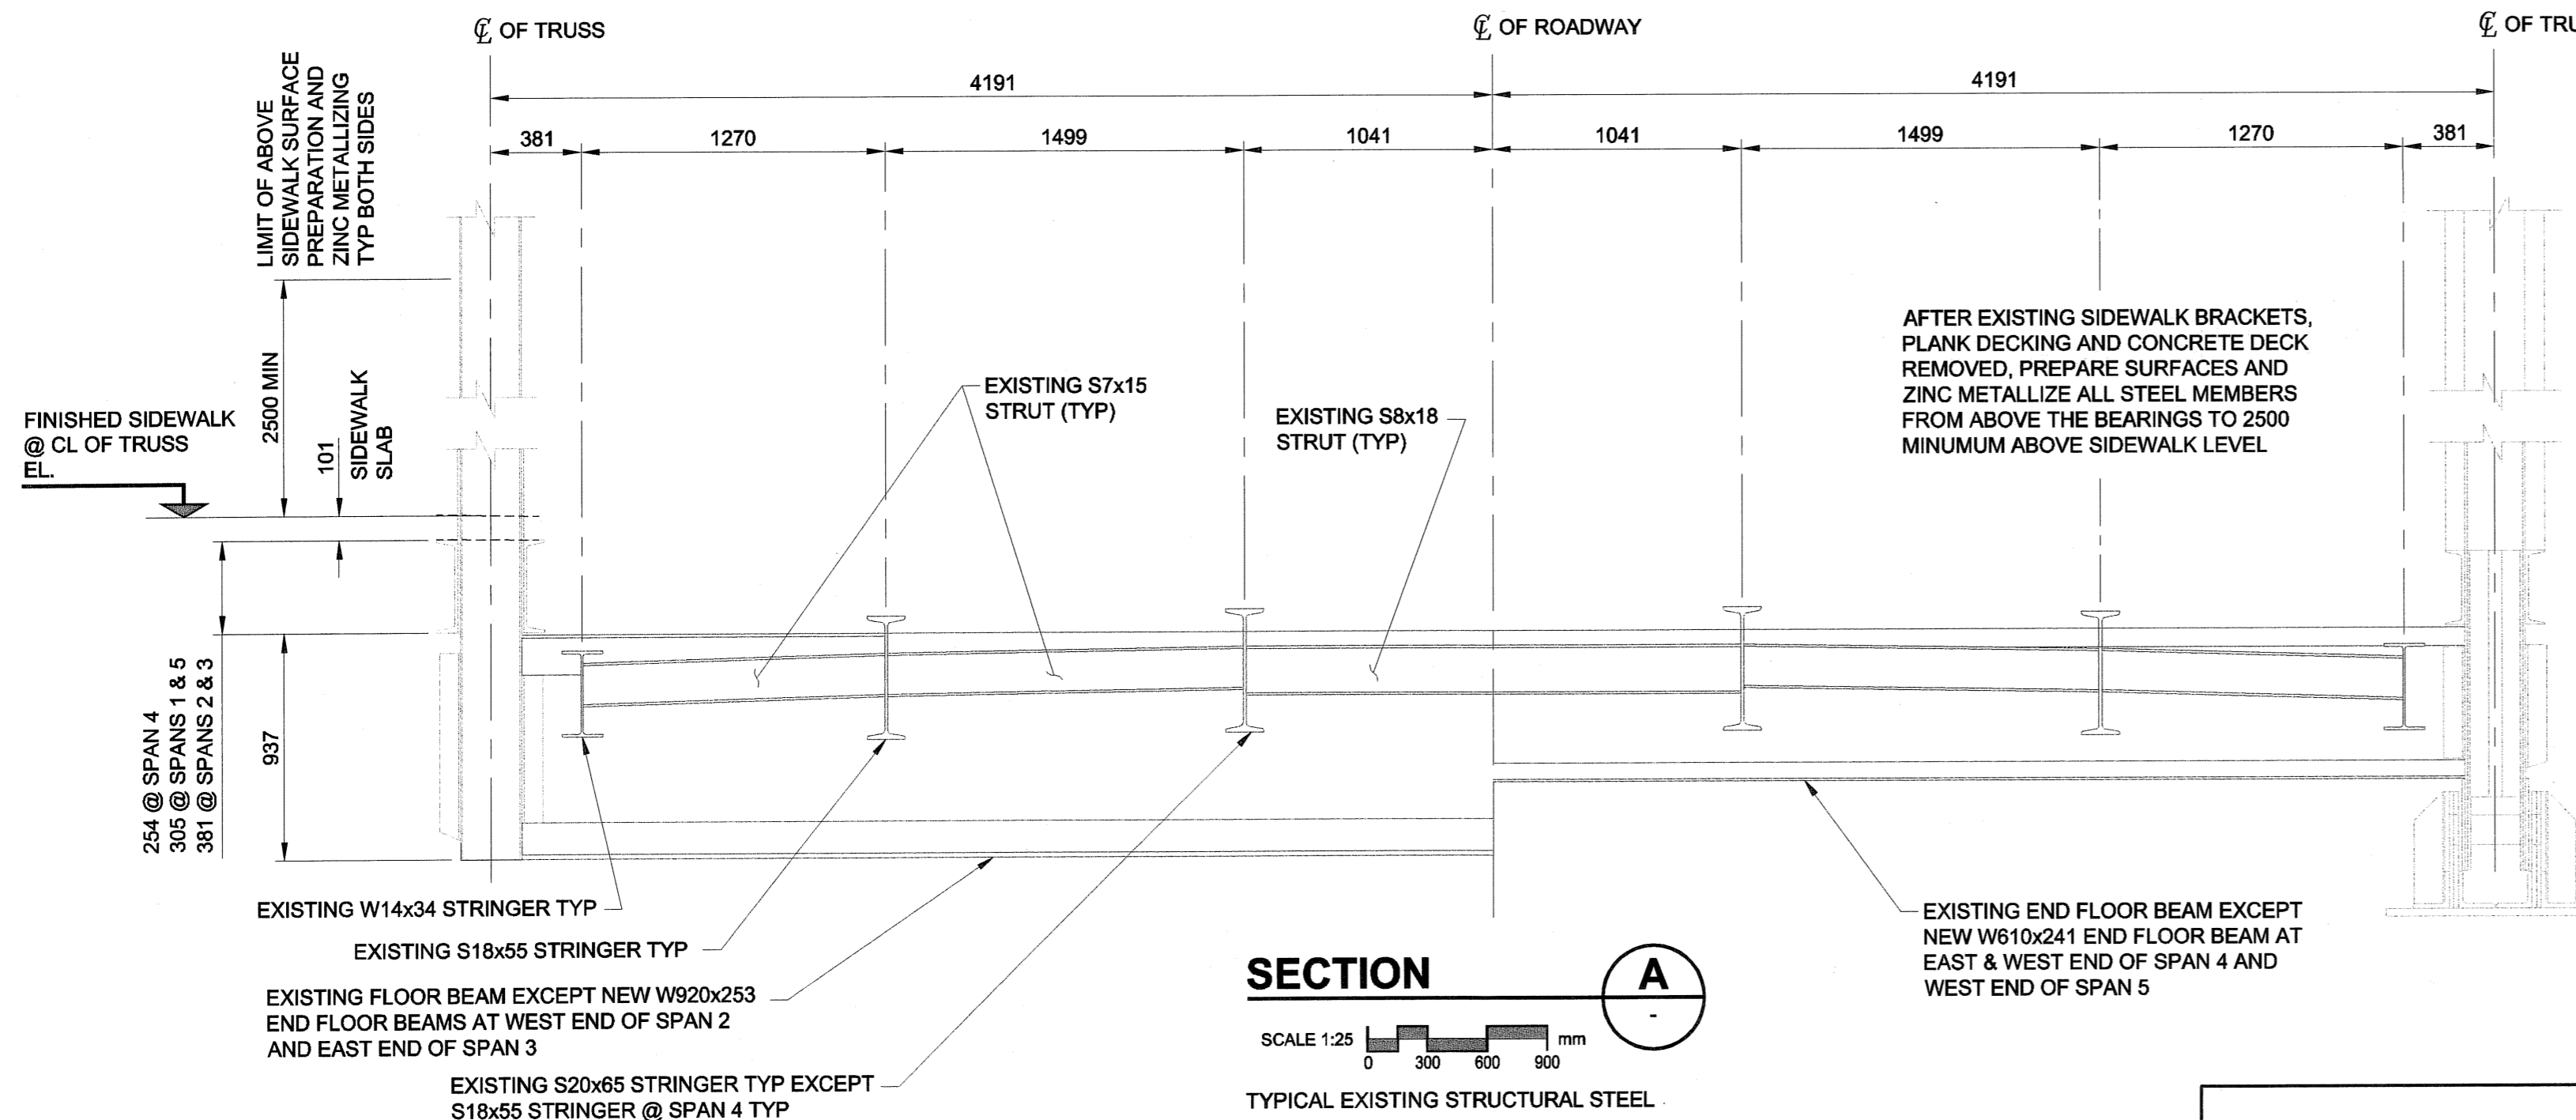 ℄ OF TRUSS
℄ OF ROADWAY
℄ OF TRU
4191
4191
381
1270
1499
1041
1041
1499
1270
381
LIMIT OF ABOVE
SIDEWALK SURFACE
PREPARATION AND
ZINC METALLIZING
TYP BOTH SIDES
2500 MIN
101
SIDEWALK
SLAB
FINISHED SIDEWALK
@ CL OF TRUSS
EL.
EXISTING S7x15
STRUT (TYP)
EXISTING S8x18
STRUT (TYP)
AFTER EXISTING SIDEWALK BRACKETS,
PLANK DECKING AND CONCRETE DECK
REMOVED, PREPARE SURFACES AND
ZINC METALLIZE ALL STEEL MEMBERS
FROM ABOVE THE BEARINGS TO 2500
MINUMUM ABOVE SIDEWALK LEVEL
254 @ SPAN 4
305 @ SPANS 1 & 5
381 @ SPANS 2 & 3
937
EXISTING W14x34 STRINGER TYP
EXISTING S18x55 STRINGER TYP
EXISTING FLOOR BEAM EXCEPT NEW W920x253
END FLOOR BEAMS AT WEST END OF SPAN 2
AND EAST END OF SPAN 3
EXISTING S20x65 STRINGER TYP EXCEPT
S18x55 STRINGER @ SPAN 4 TYP
EXISTING END FLOOR BEAM EXCEPT
NEW W610x241 END FLOOR BEAM AT
EAST & WEST END OF SPAN 4 AND
WEST END OF SPAN 5
SECTION
A
-
SCALE 1:25
mm
0 300 600 900
TYPICAL EXISTING STRUCTURAL STEEL